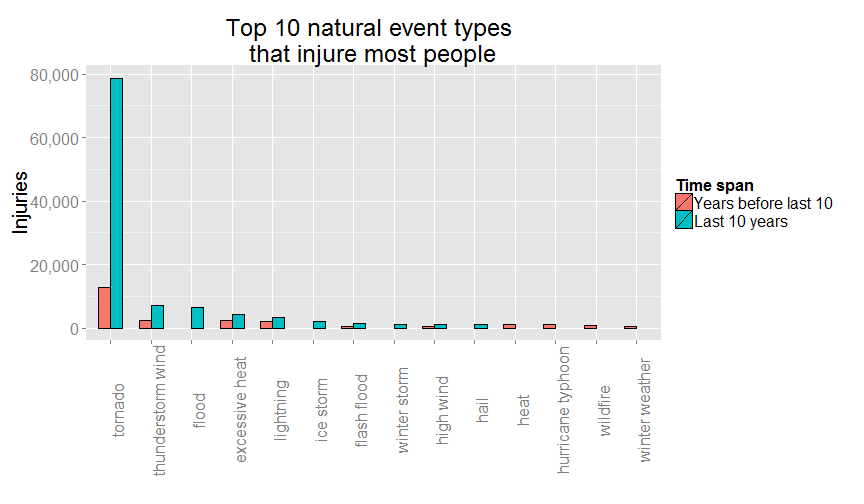 Top 10 natural event types
that injure most people
Injuries
80,000
60,000
40,000
20,000
0
tornado
thunderstorm wind
flood
excessive heat
lightning
ice storm
flash flood
winter storm
high wind
hail
heat
hurricane typhoon
wildfire
winter weather
Time span
Years before last 10
Last 10 years